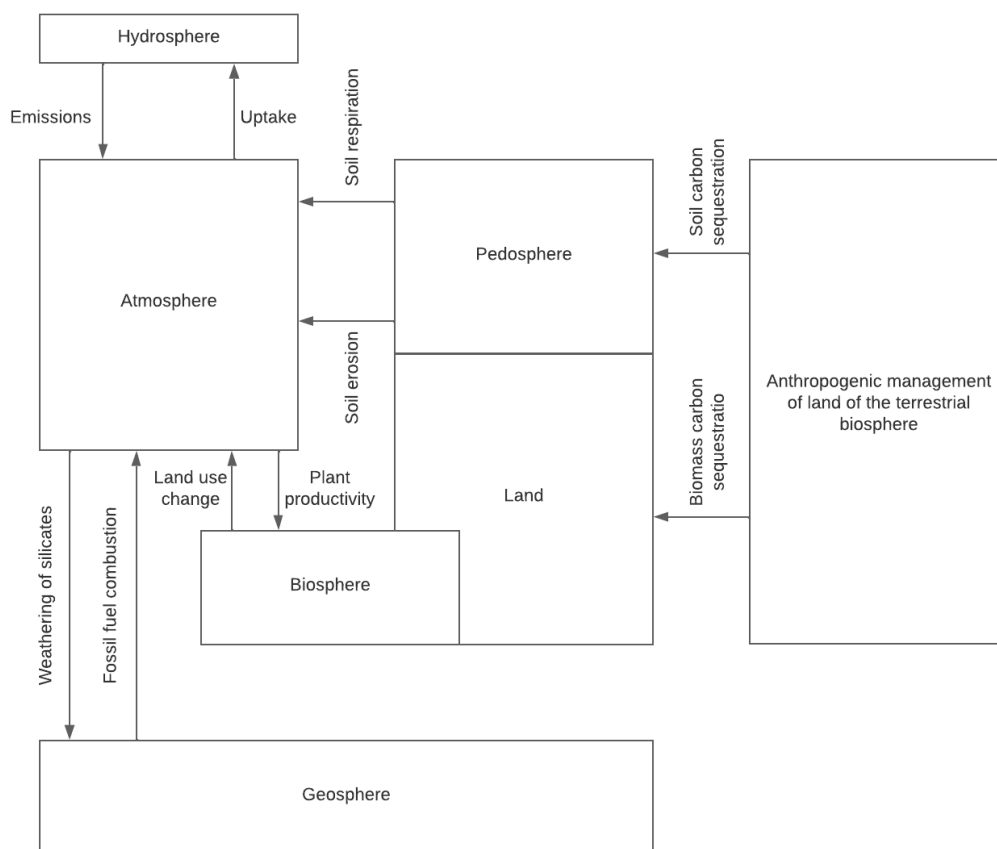 Hydrosphere
Emissions
Uptake
Soil respiration
Soil carbon
sequestration
Pedosphere
Atmosphere
Soil erosion
Anthropogenic management
of land of the terrestrial
biosphere
Biomass carbon
sequestratio
Land use
change
Plant
productivity
Land
Weathering of silicates
Fossil fuel combustion
Biosphere
Geosphere